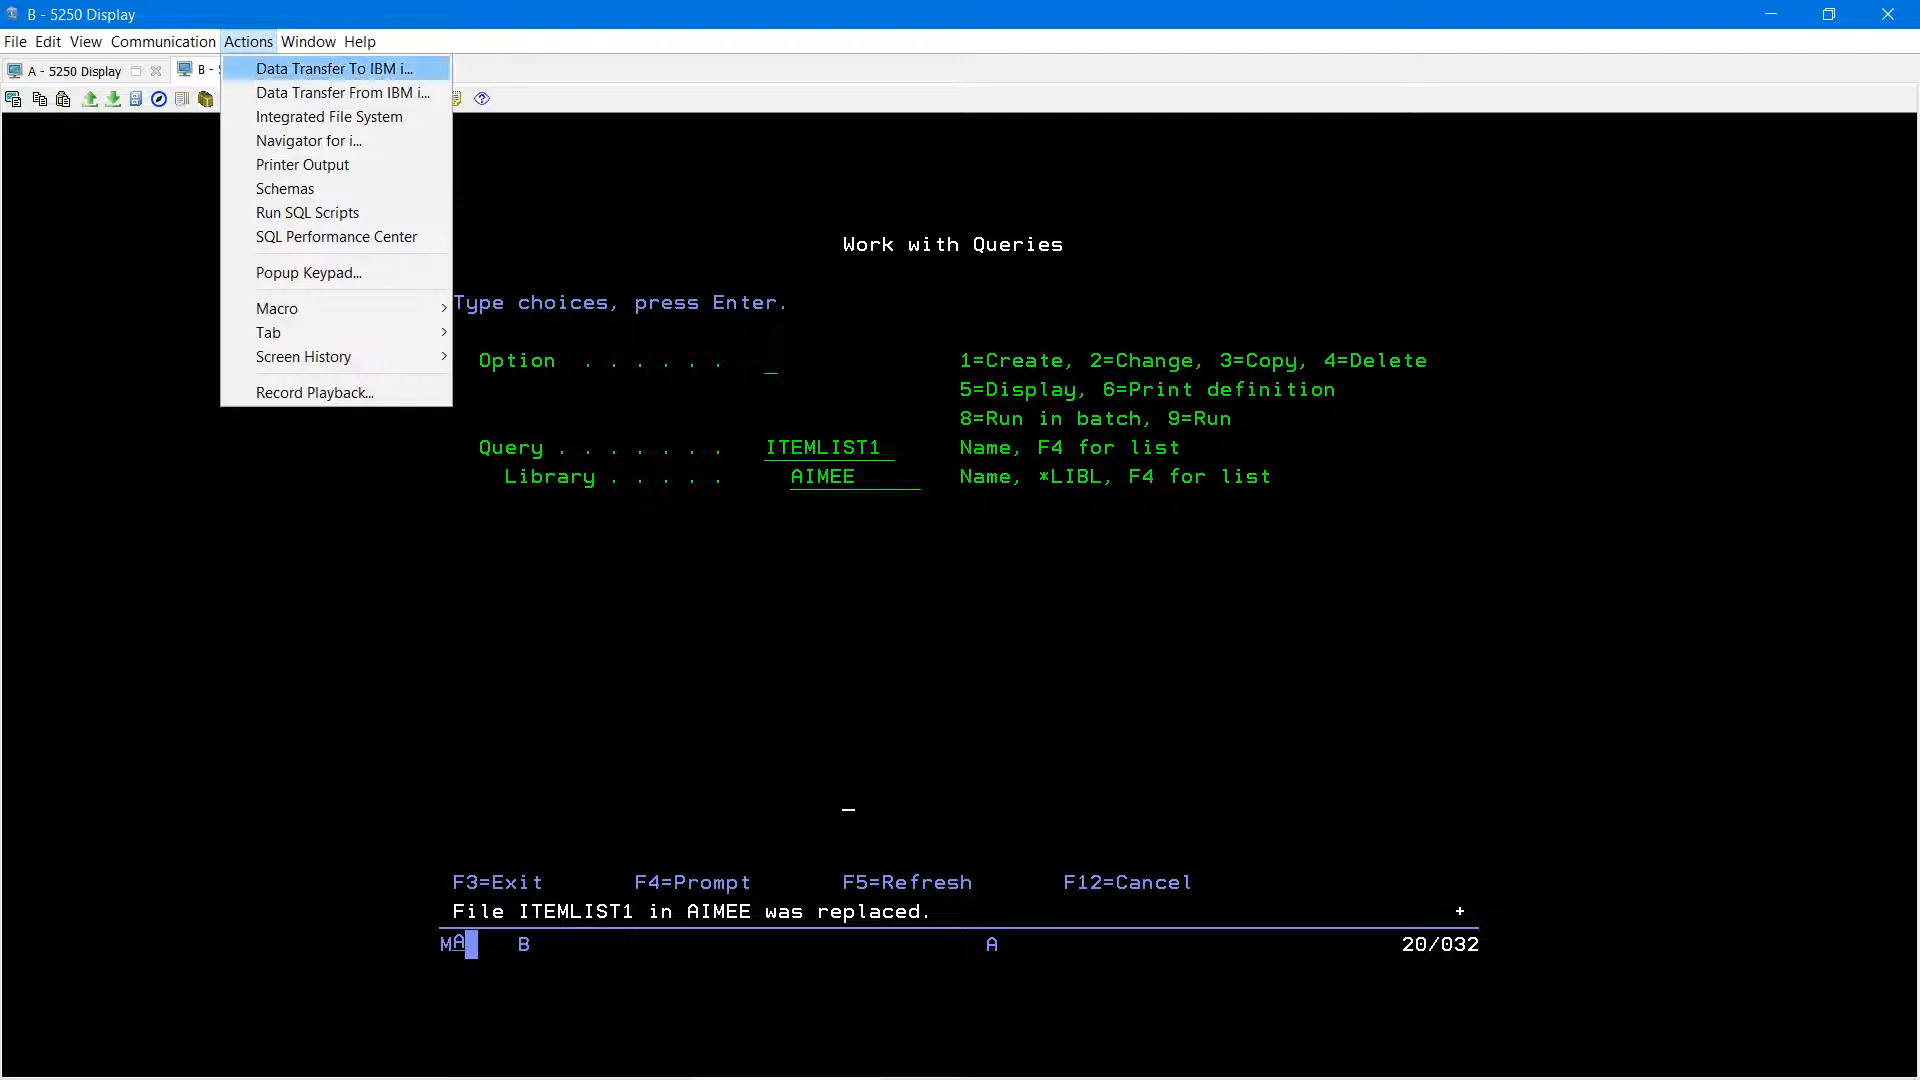 B - 5250 Display
File Edit View Communication Actions Window Help
A - 5250 Display
B -
Data Transfer To IBM i...
Data Transfer From IBM i...
Integrated File System
Navigator for i...
Printer Output
Schemas
Run SQL Scripts
SQL Performance Center
Popup Keypad...
Macro
Tab
Screen History
Record Playback...
Work with Queries
Type choices, press Enter.
Option . . . . . . _ 1=Create, 2=Change, 3=Copy, 4=Delete
5=Display, 6=Print definition
8=Run in batch, 9=Run
Query . . . . . . . ITEMLIST1 Name, F4 for list
Library . . . . . AIMEE Name, *LIBL, F4 for list
F3=Exit F4=Prompt F5=Refresh F12=Cancel
File ITEMLIST1 in AIMEE was replaced. +
MA B A 20/032